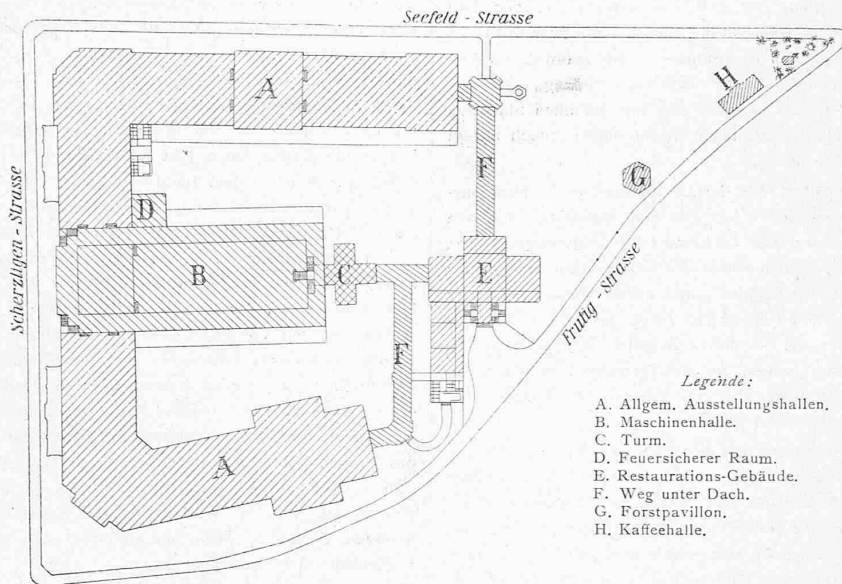 Seefeld - Strasse
A
H
F
G
D
Scherzligen - Strasse
B
C
E
Frutig - Strasse
F
A
Legende:
A. Allgem. Ausstellungshallen.
B. Maschinenhalle.
C. Turm.
D. Feuersicherer Raum.
E. Restaurations-Gebäude.
F. Weg unter Dach.
G. Forstpavillon.
H. Kaffeehalle.